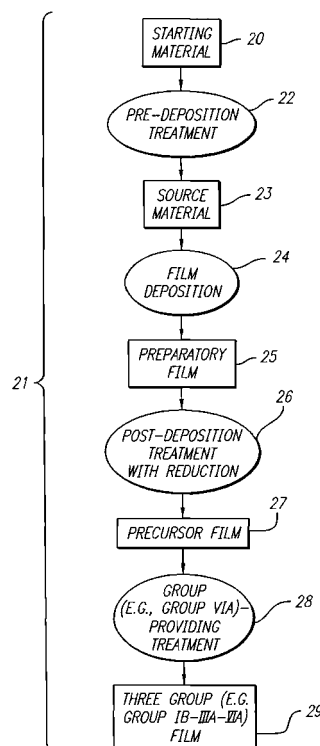 STARTING
MATERIAL
20
PRE-DEPOSITION
TREATMENT
22
SOURCE
MATERIAL
23
FILM
DEPOSITION
24
PREPARATORY
FILM
25
21
POST-DEPOSITION
TREATMENT
WITH REDUCTION
26
PRECURSOR FILM
27
GROUP
(E.G., GROUP VIA)-
PROVIDING
TREATMENT
28
THREE GROUP (E.G.
GROUP IB-IIIA-VIA)
FILM
29